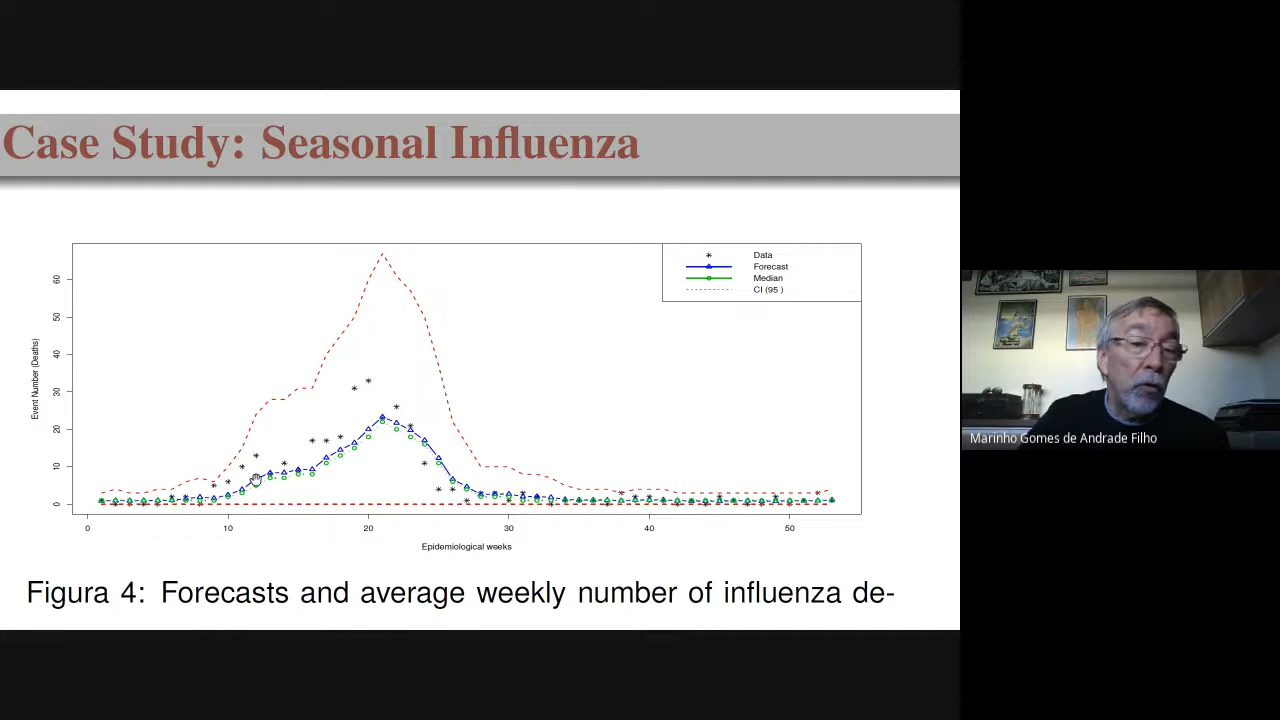 Case Study: Seasonal Influenza
Data
Forecast
Median
CI (95 )
Event Number (Deaths)
60
50
40
30
20
10
0
0 10 20 30 40 50
Epidemiological weeks
Figura 4: Forecasts and average weekly number of influenza de-
Marinho Gomes de Andrade Filho